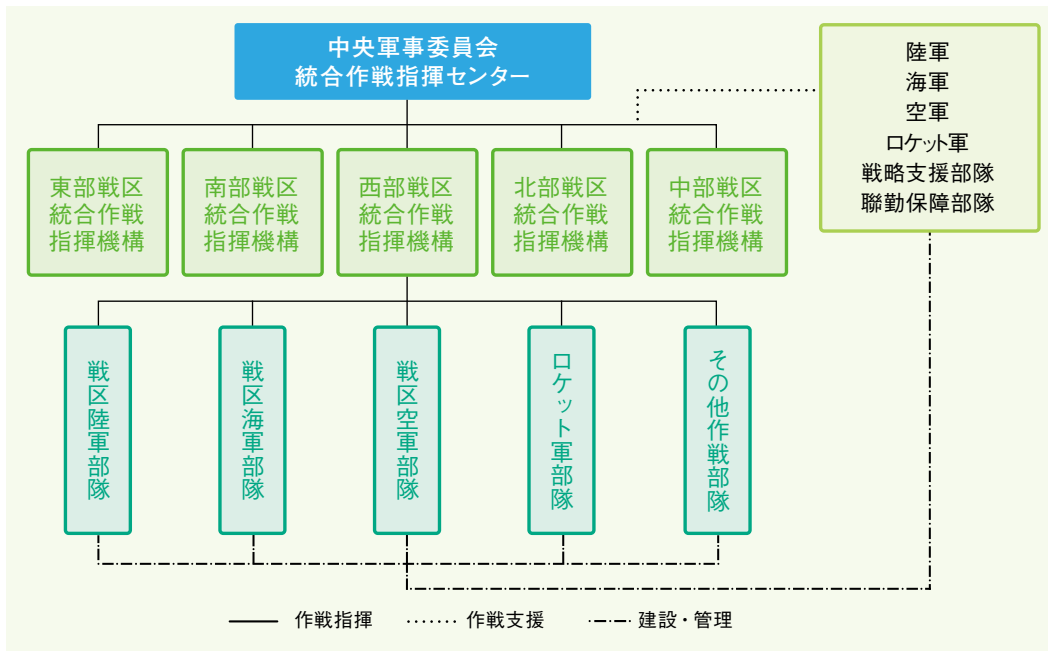 中央軍事委員会
統合作戦指揮センター
陸軍
海軍
空軍
ロケット軍
戦略支援部隊
聯勤保障部隊
東部戦区
統合作戦
指揮機構
南部戦区
統合作戦
指揮機構
西部戦区
統合作戦
指揮機構
北部戦区
統合作戦
指揮機構
中部戦区
統合作戦
指揮機構
戦区陸軍部隊
戦区海軍部隊
戦区空軍部隊
ロケット軍部隊
その他作戦部隊
作戦指揮
作戦支援
建設・管理